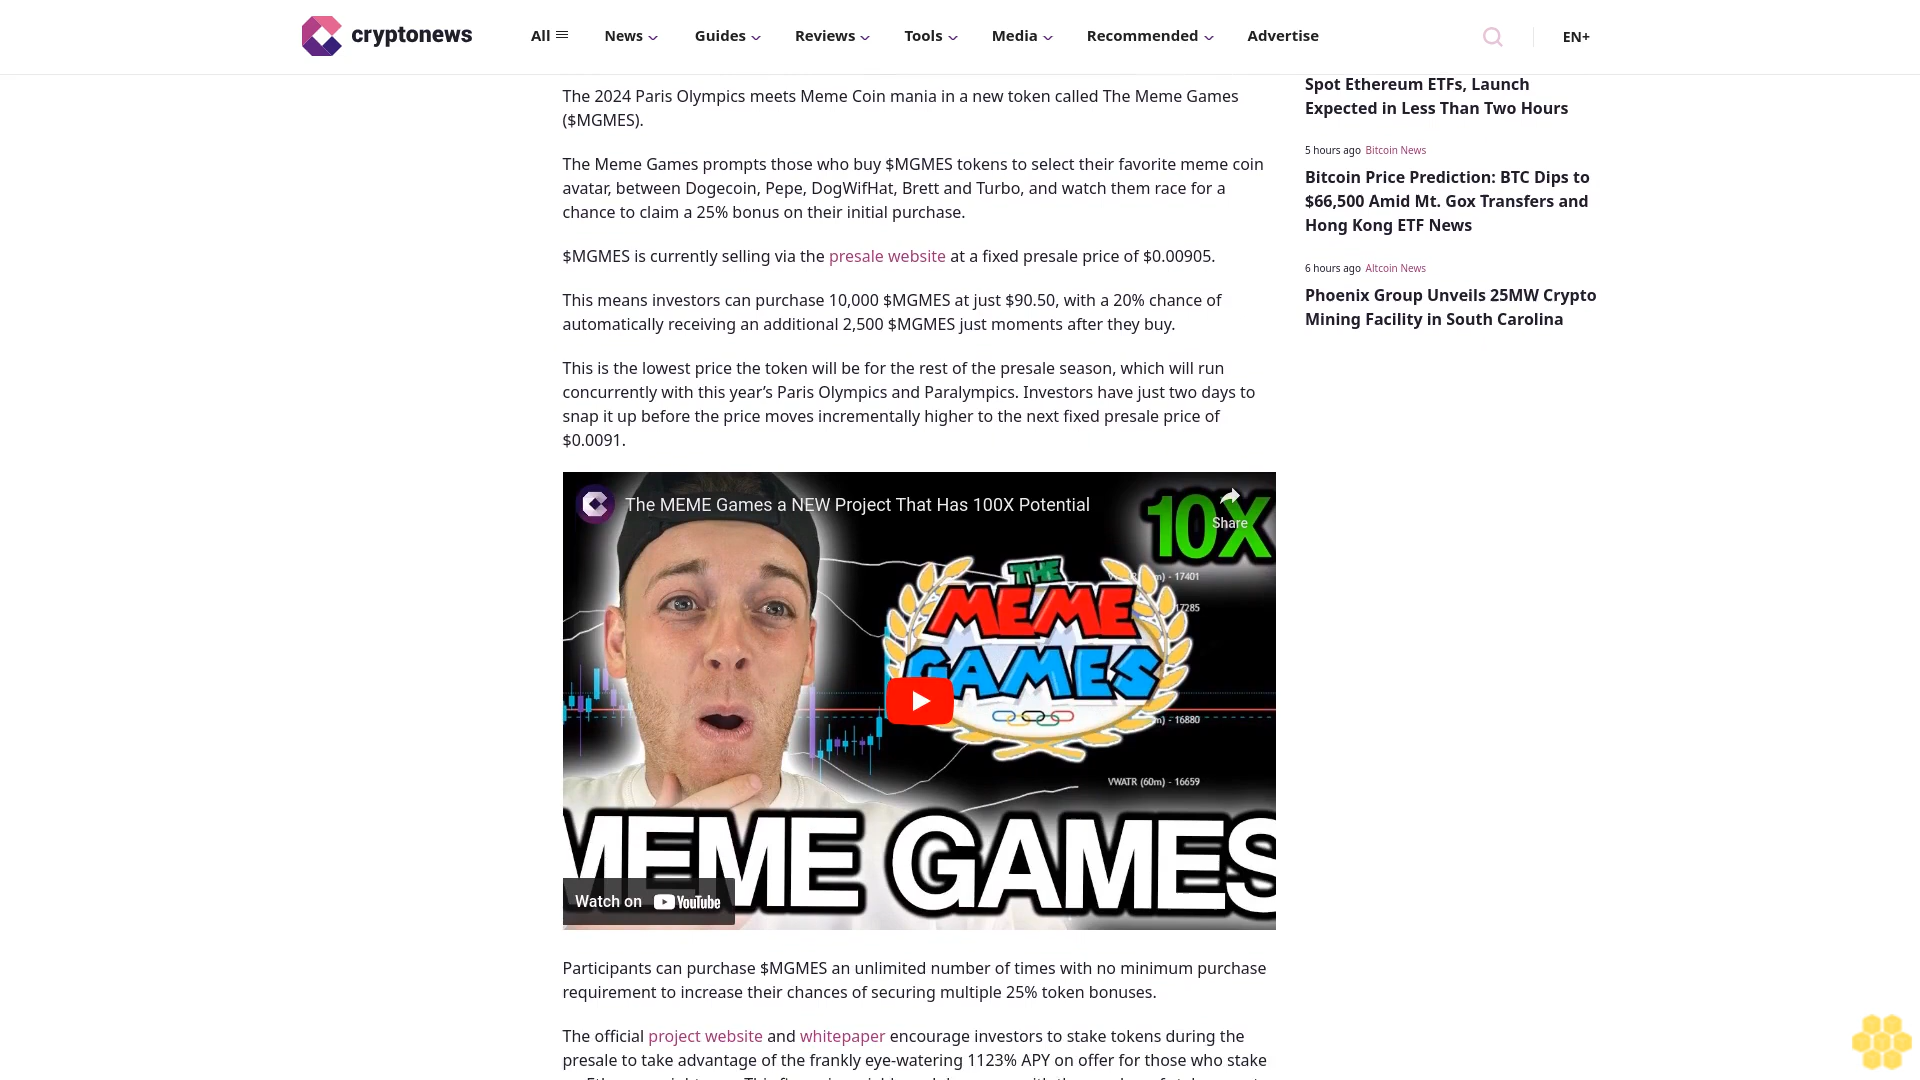 cryptonews
All
News
Guides
Reviews
Tools
Media
Recommended
Advertise
EN+
The 2024 Paris Olympics meets Meme Coin mania in a new token called The Meme Games
($MGMES).
The Meme Games prompts those who buy $MGMES tokens to select their favorite meme coin
avatar, between Dogecoin, Pepe, DogWifHat, Brett and Turbo, and watch them race for a
chance to claim a 25% bonus on their initial purchase.
$MGMES is currently selling via the presale website at a fixed presale price of $0.00905.
This means investors can purchase 10,000 $MGMES at just $90.50, with a 20% chance of
automatically receiving an additional 2,500 $MGMES just moments after they buy.
This is the lowest price the token will be for the rest of the presale season, which will run
concurrently with this year’s Paris Olympics and Paralympics. Investors have just two days to
snap it up before the price moves incrementally higher to the next fixed presale price of
$0.0091.
The MEME Games a NEW Project That Has 100X Potential
Share
10X
THE
MEME
GAMES
17401
17285
16880
VWATR (60m) - 16659
MEME GAMES
Watch on YouTube
Participants can purchase $MGMES an unlimited number of times with no minimum purchase
requirement to increase their chances of securing multiple 25% token bonuses.
The official project website and whitepaper encourage investors to stake tokens during the
presale to take advantage of the frankly eye-watering 1123% APY on offer for those who stake
Spot Ethereum ETFs, Launch
Expected in Less Than Two Hours
5 hours ago Bitcoin News
Bitcoin Price Prediction: BTC Dips to
$66,500 Amid Mt. Gox Transfers and
Hong Kong ETF News
6 hours ago Altcoin News
Phoenix Group Unveils 25MW Crypto
Mining Facility in South Carolina